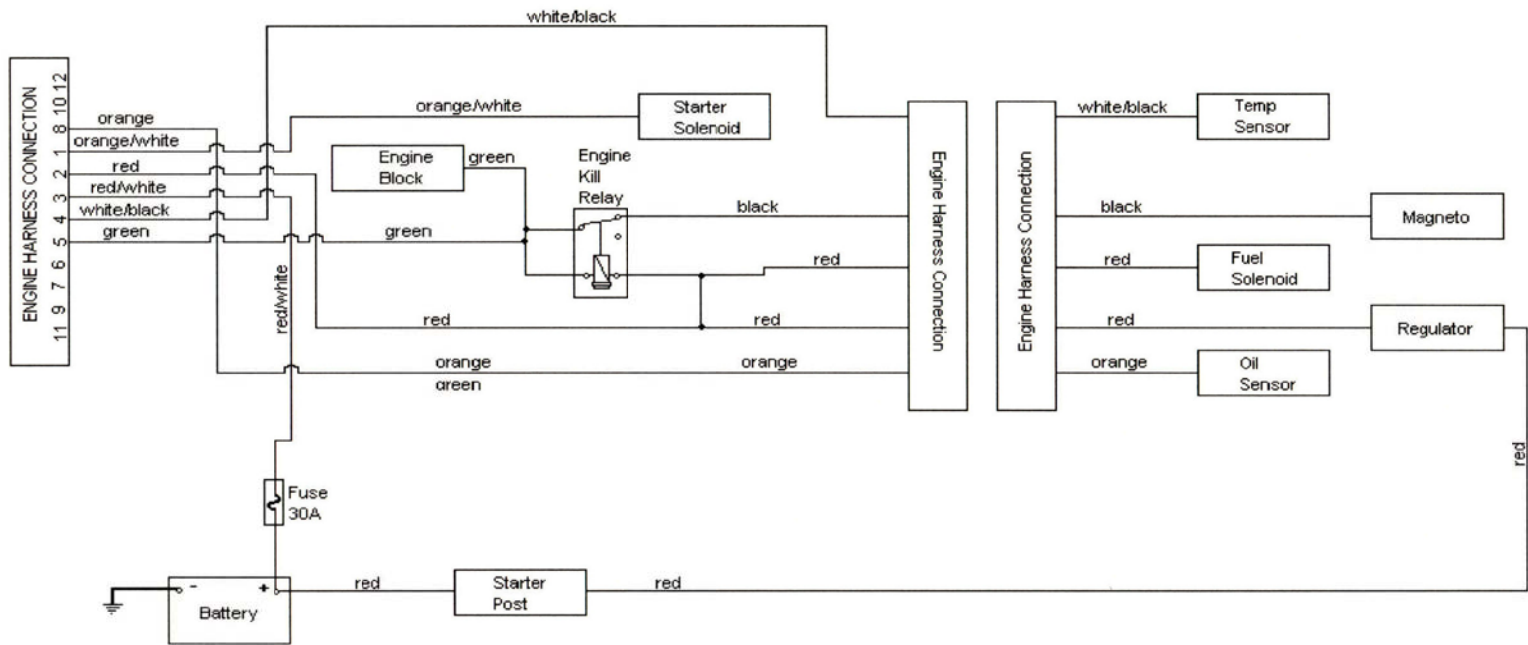 white/black
ENGINE HARNESS CONNECTION
12
10
8
1
2
3
4
5
6
7
9
11
orange
orange/white
red
red/white
white/black
green
orange/white
Starter
Solenoid
Engine
Block
green
Engine
Kill
Relay
green
black
red
red
red
red/white
orange
orange
green
Engine Harness Connection
Engine Harness Connection
white/black
Temp
Sensor
black
Magneto
red
Fuel
Solenoid
red
Regulator
orange
Oil
Sensor
red
Fuse
30A
-
+
Battery
red
Starter
Post
red